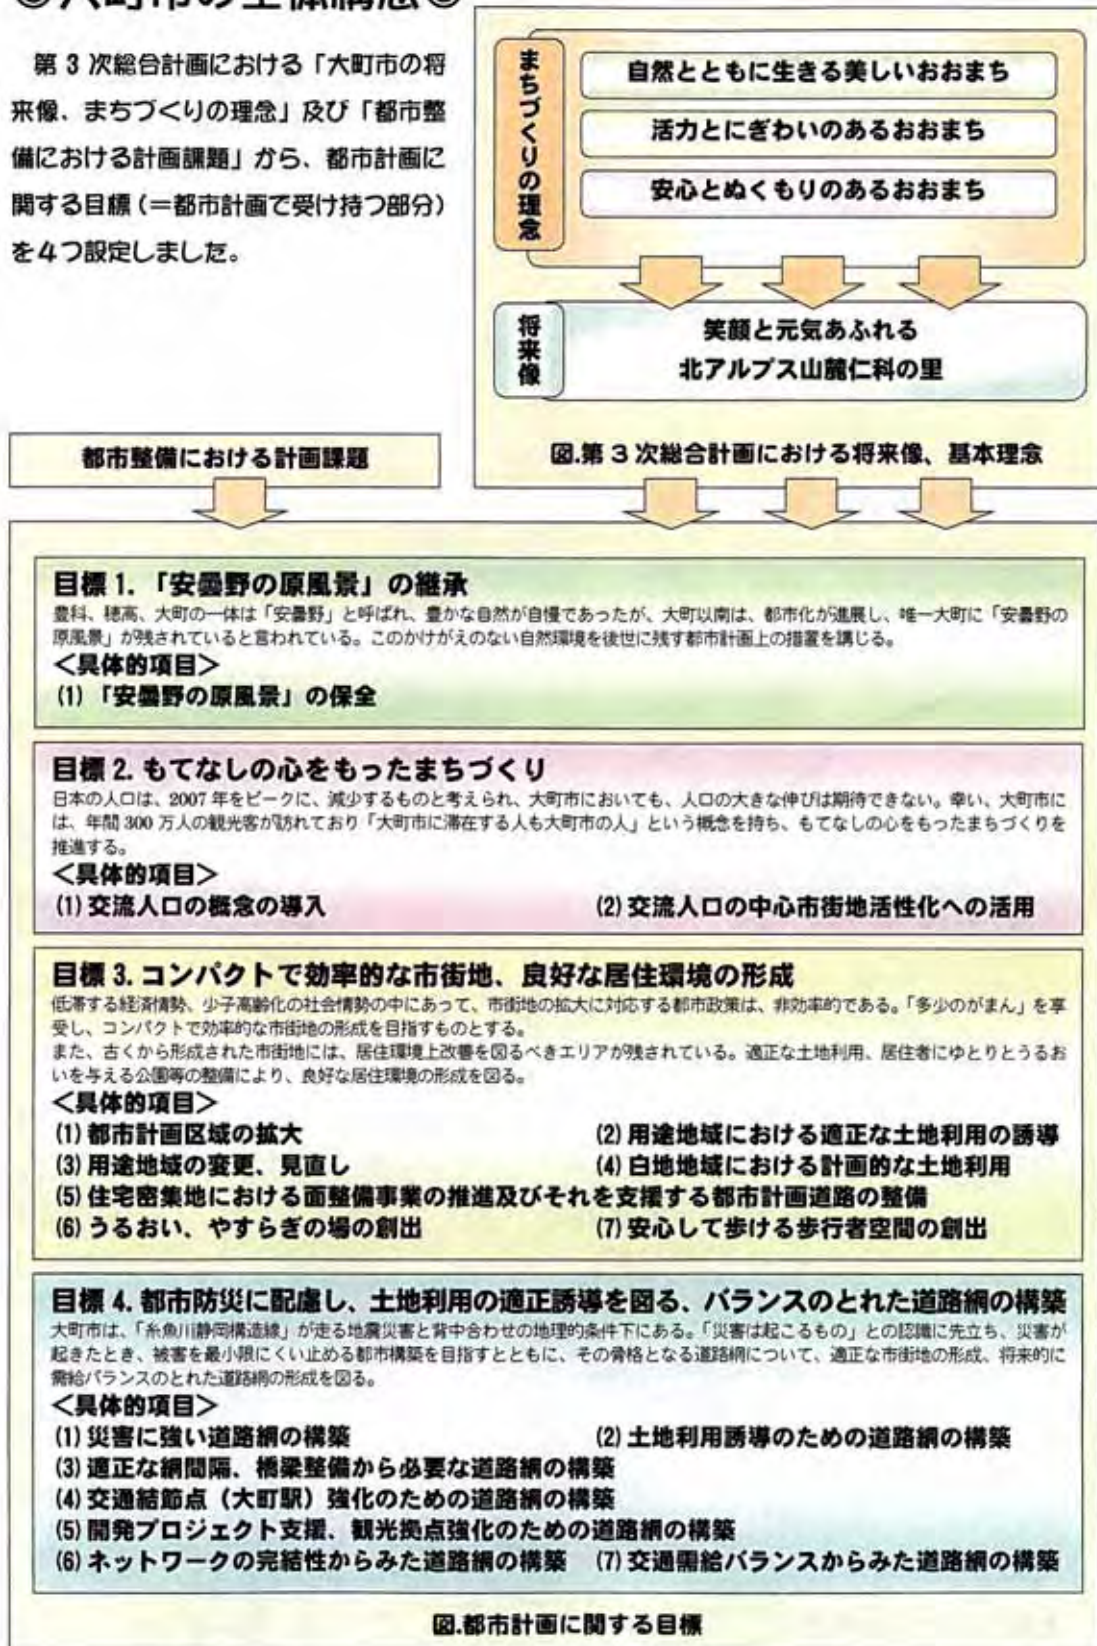 大町市の全体構想
第３次総合計画における「大町市の将
来像、まちづくりの理念」及び「都市整
備における計画課題」から、都市計画に
関する目標（＝都市計画で受け持つ部分）
を４つ設定しました。
まちづくりの理念
自然とともに生きる美しいおおまち
活力とにぎわいのあるおおまち
安心とぬくもりのあるおおまち
将来像
笑顔と元気あふれる
北アルプス山麓仁科の里
図.第３次総合計画における将来像、基本理念
都市整備における計画課題
目標 1.「安曇野の原風景」の継承
豊科、穂高、大町の一体は「安曇野」と呼ばれ、豊かな自然が自慢であったが、大町以南は、都市化が進展し、唯一大町に「安曇野の
原風景」が残されていると言われている。このかけがえのない自然環境を後世に残す都市計画上の措置を講じる。
＜具体的項目＞
(1)「安曇野の原風景」の保全
目標 2. もてなしの心をもったまちづくり
日本の人口は、2007 年をピークに、減少するものと考えられ、大町市においても、人口の大きな伸びは期待できない。幸い、大町市に
は、年間 300 万人の観光客が訪れており「大町市に滞在する人も大町市の人」という概念を持ち、もてなしの心をもったまちづくりを
推進する。
＜具体的項目＞
(1) 交流人口の概念の導入 (2) 交流人口の中心市街地活性化への活用
目標 3. コンパクトで効率的な市街地、良好な居住環境の形成
低滞する経済情勢、少子高齢化の社会情勢の中にあって、市街地の拡大に対応する都市政策は、非効率的である。「多少のがまん」を享
受し、コンパクトで効率的な市街地の形成を目指すものとする。
また、古くから形成された市街地には、居住環境上改善を図るべきエリアが残されている。適正な土地利用、居住者にゆとりとうるお
いを与える公園等の整備により、良好な居住環境の形成を図る。
＜具体的項目＞
(1) 都市計画区域の拡大 (2) 用途地域における適正な土地利用の誘導
(3) 用途地域の変更、見直し (4) 白地地域における計画的な土地利用
(5) 住宅密集地における面整備事業の推進及びそれを支援する都市計画道路の整備
(6) うるおい、やすらぎの場の創出 (7) 安心して歩ける歩行者空間の創出
目標 4. 都市防災に配慮し、土地利用の適正誘導を図る、バランスのとれた道路網の構築
大町市は、「糸魚川静岡構造線」が走る地震災害と背中合わせの地理的条件下にある。「災害は起こるもの」との認識に先立ち、災害が
起きたとき、被害を最小限にくい止める都市構築を目指すとともに、その骨格となる道路網について、適正な市街地の形成、将来的に
需給バランスのとれた道路網の形成を図る。
＜具体的項目＞
(1) 災害に強い道路網の構築 (2) 土地利用誘導のための道路網の構築
(3) 適正な網間隔、橋梁整備から必要な道路網の構築
(4) 交通結節点（大町駅）強化のための道路網の構築
(5) 開発プロジェクト支援、観光拠点強化のための道路網の構築
(6) ネットワークの完結性からみた道路網の構築 (7) 交通需給バランスからみた道路網の構築
図.都市計画に関する目標